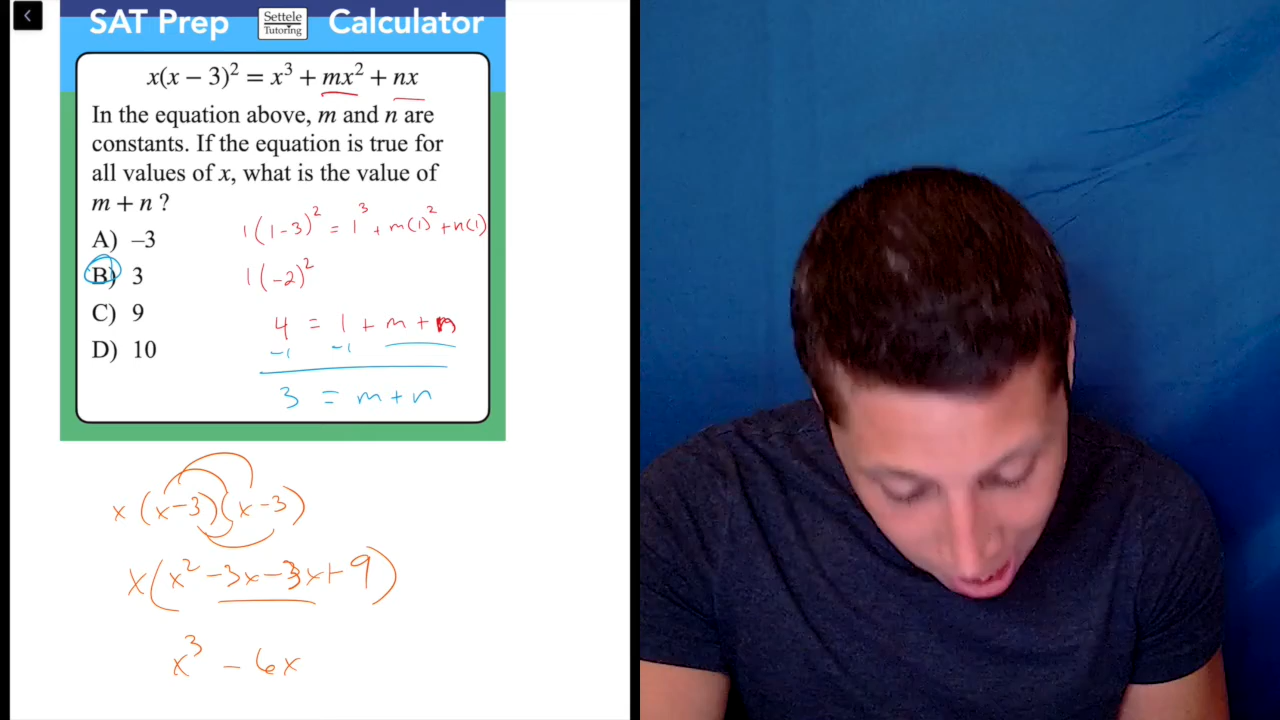 SAT Prep Settele Tutoring Calculator
x(x − 3)² = x³ + mx² + nx
In the equation above, m and n are
constants. If the equation is true for
all values of x, what is the value of
m + n ?
A) –3
B) 3
C) 9
D) 10
1(1-3)² = 1³ + m(1)² + n(1)
1(-2)²
4 = 1 + m + n
-1 -1
3 = m+n
x(x-3)(x-3)
x(x² -3x-3x+9)
x³ - 6x